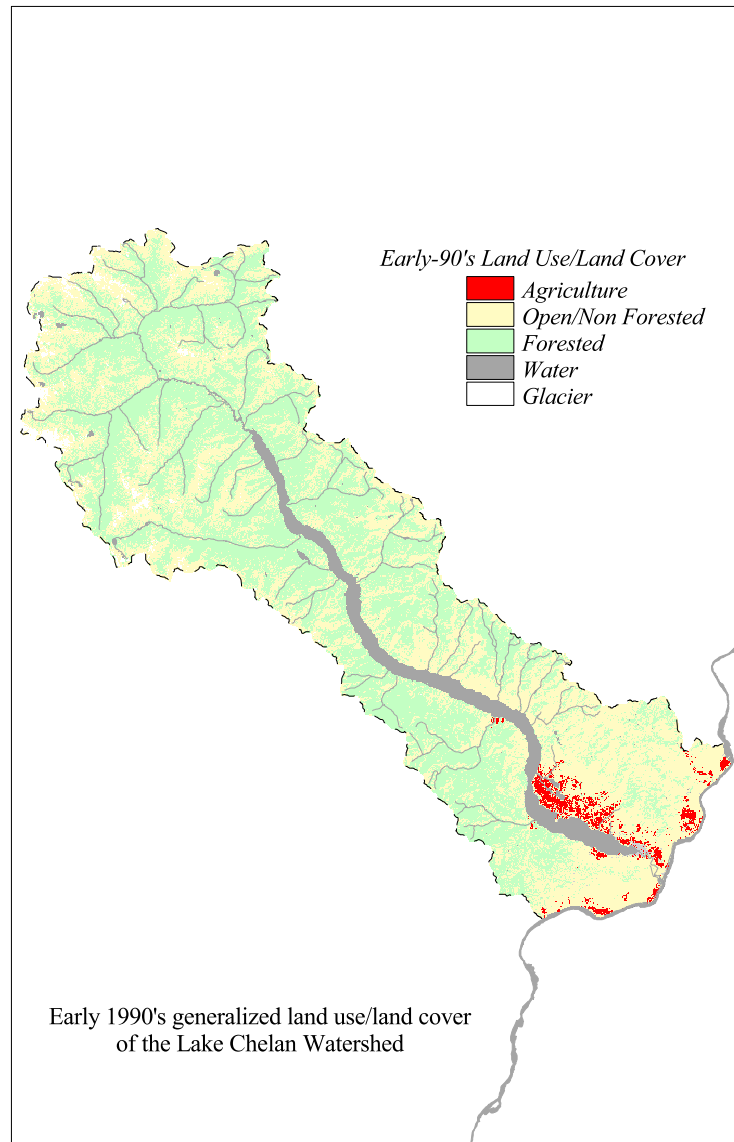 Early-90's Land Use/Land Cover
Agriculture
Open/Non Forested
Forested
Water
Glacier
Early 1990's generalized land use/land cover
of the Lake Chelan Watershed